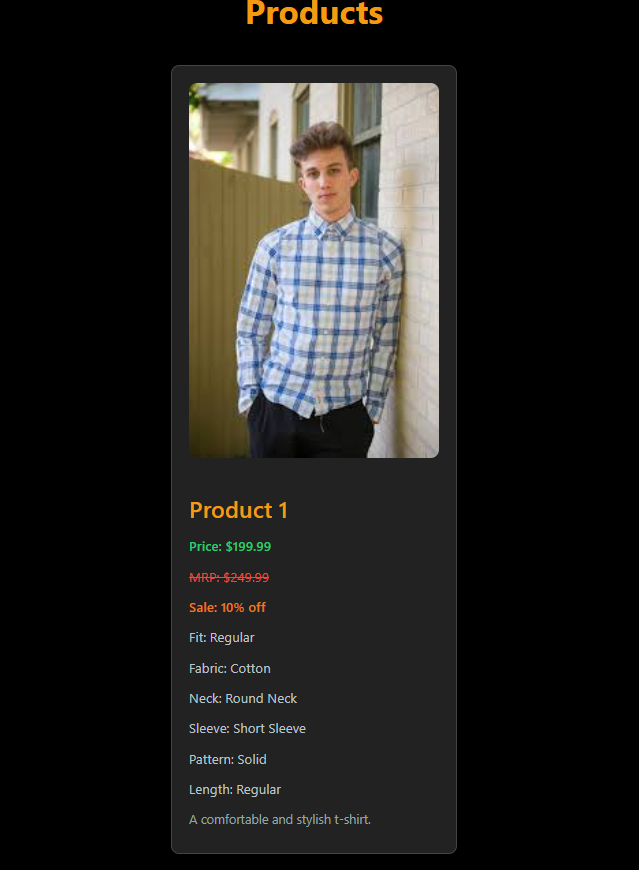 Products
Product 1
Price: $199.99
MRP: $249.99
Sale: 10% off
Fit: Regular
Fabric: Cotton
Neck: Round Neck
Sleeve: Short Sleeve
Pattern: Solid
Length: Regular
A comfortable and stylish t-shirt.